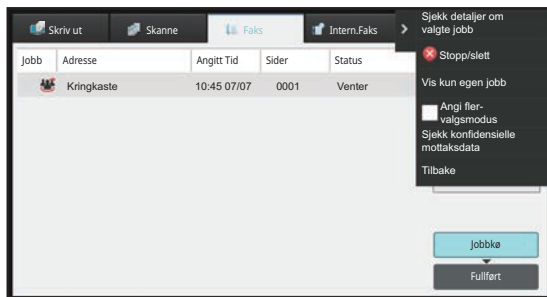 Skriv ut
Skanne
Faks
Intern.Faks
Jobb Adresse Angitt Tid Sider Status
Kringkaste 10:45 07/07 0001 Venter
Sjekk detaljer om
valgte jobb
Stopp/slett
Vis kun egen jobb
Angi fler-
valgsmodus
Sjekk konfidensielle
mottaksdata
Tilbake
Jobbkø
Fullført